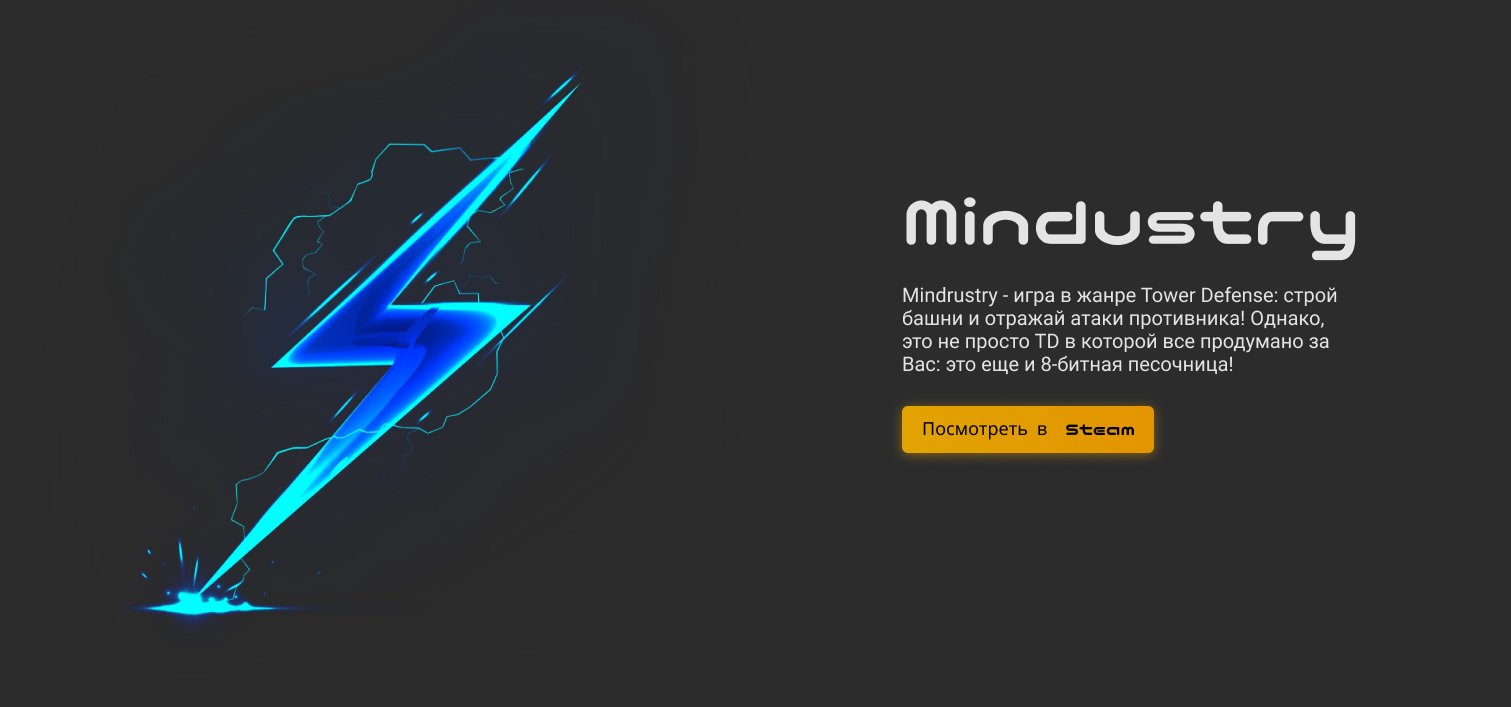 Mindustry
Mindrustry - игра в жанре Tower Defense: строй
башни и отражай атаки противника! Однако,
это не просто TD в которой все продумано за
Вас: это еще и 8-битная песочница!
Посмотреть в Steam